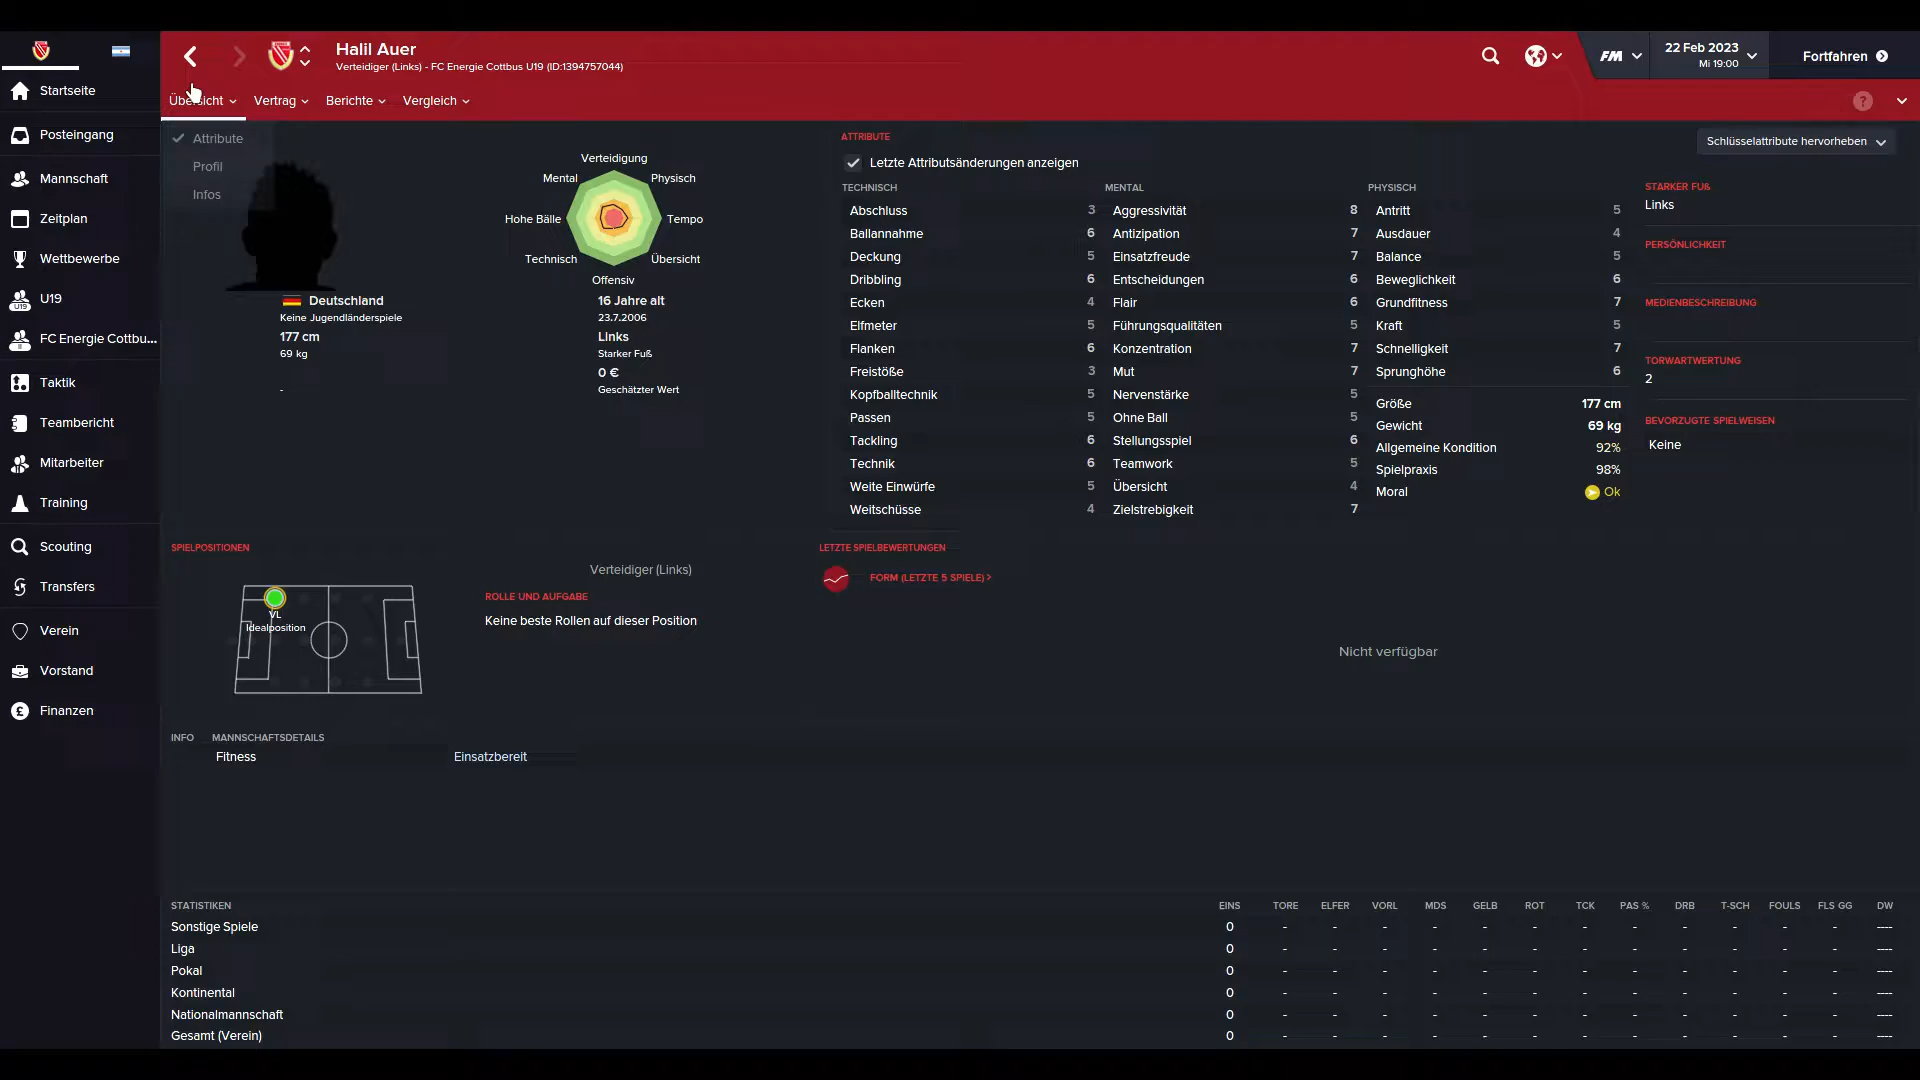 Halil Auer
Verteidiger (Links) - FC Energie Cottbus U19 (ID:1394757044)
FM
22 Feb 2023
Mi 19:00
Fortfahren
Startseite
Posteingang
Mannschaft
Zeitplan
Wettbewerbe
U19
U19
FC Energie Cottbu...
II
Taktik
Teambericht
Mitarbeiter
Training
Scouting
Transfers
Verein
Vorstand
Finanzen
Übersicht
Vertrag
Berichte
Vergleich
?
Attribute
Profil
Infos
Verteidigung
Mental
Physisch
Hohe Bälle
Tempo
Technisch
Übersicht
Offensiv
Deutschland
Keine Jugendländerspiele
177 cm
69 kg
-
16 Jahre alt
23.7.2006
Links
Starker Fuß
0 €
Geschätzter Wert
ATTRIBUTE
Letzte Attributsänderungen anzeigen
Schlüsselattribute hervorheben
TECHNISCH
Abschluss 3
Ballannahme 6
Deckung 5
Dribbling 6
Ecken 4
Elfmeter 5
Flanken 6
Freistöße 3
Kopfballtechnik 5
Passen 5
Tackling 6
Technik 6
Weite Einwürfe 5
Weitschüsse 4
MENTAL
Aggressivität 8
Antizipation 7
Einsatzfreude 7
Entscheidungen 6
Flair 6
Führungsqualitäten 5
Konzentration 7
Mut 7
Nervenstärke 5
Ohne Ball 5
Stellungsspiel 6
Teamwork 5
Übersicht 4
Zielstrebigkeit 7
PHYSISCH
Antritt 5
Ausdauer 4
Balance 5
Beweglichkeit 6
Grundfitness 7
Kraft 5
Schnelligkeit 7
Sprunghöhe 6
Größe 177 cm
Gewicht 69 kg
Allgemeine Kondition 92%
Spielpraxis 98%
Moral Ok
STARKER FUß
Links
PERSÖNLICHKEIT
MEDIENBESCHREIBUNG
TORWARTWERTUNG
2
BEVORZUGTE SPIELWEISEN
Keine
SPIELPOSITIONEN
VL
Idealposition
Verteidiger (Links)
ROLLE UND AUFGABE
Keine beste Rollen auf dieser Position
LETZTE SPIELBEWERTUNGEN
FORM (LETZTE 5 SPIELE) >
Nicht verfügbar
INFO MANNSCHAFTSDETAILS
Fitness Einsatzbereit
STATISTIKEN EINS TORE ELFER VORL MDS GELB ROT TCK PAS % DRB T-SCH FOULS FLS GG DW
Sonstige Spiele 0 - - - - - - - - - - - - ----
Liga 0 - - - - - - - - - - - - ----
Pokal 0 - - - - - - - - - - - - ----
Kontinental 0 - - - - - - - - - - - - ----
Nationalmannschaft 0 - - - - - - - - - - - - ----
Gesamt (Verein) 0 - - - - - - - - - - - - ----